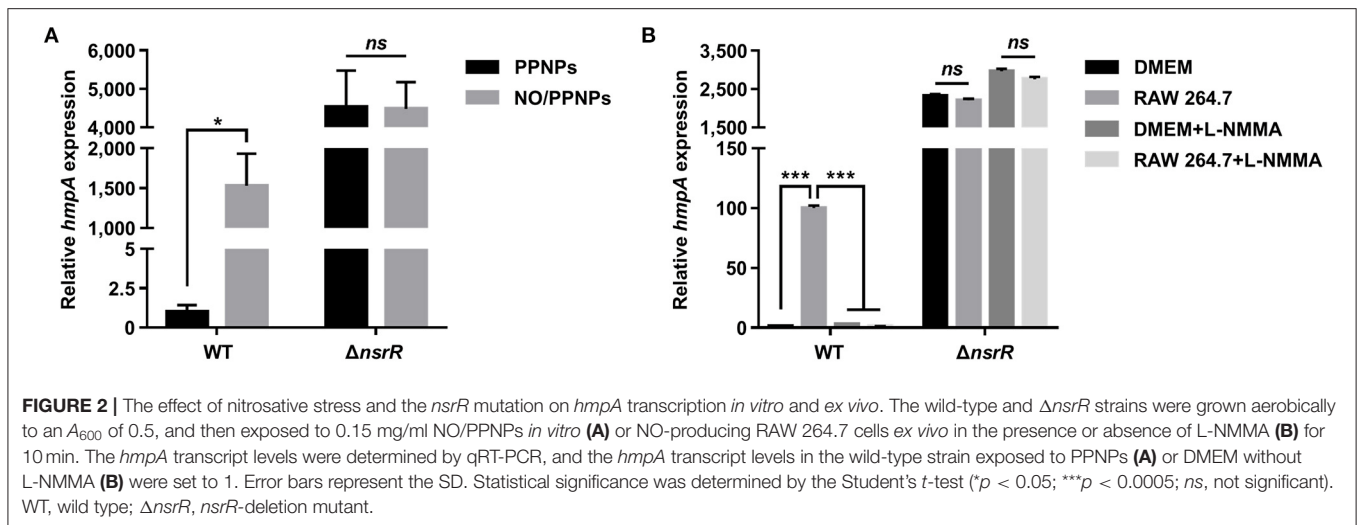 A
Relative hmpA expression
6,000
5,000
4,000
2,000
1,500
1,000
5
2.5
0
*
ns
WT
ΔnsrR
PPNPs
NO/PPNPs
B
Relative hmpA expression
3,500
2,500
1,500
150
100
50
0
*** ***
ns
ns
WT
ΔnsrR
DMEM
RAW 264.7
DMEM+L-NMMA
RAW 264.7+L-NMMA
FIGURE 2 | The effect of nitrosative stress and the nsrR mutation on hmpA transcription in vitro and ex vivo. The wild-type and ΔnsrR strains were grown aerobically
to an A600 of 0.5, and then exposed to 0.15 mg/ml NO/PPNPs in vitro (A) or NO-producing RAW 264.7 cells ex vivo in the presence or absence of L-NMMA (B) for
10 min. The hmpA transcript levels were determined by qRT-PCR, and the hmpA transcript levels in the wild-type strain exposed to PPNPs (A) or DMEM without
L-NMMA (B) were set to 1. Error bars represent the SD. Statistical significance was determined by the Student's t-test (*p < 0.05; ***p < 0.0005; ns, not significant).
WT, wild type; ΔnsrR, nsrR-deletion mutant.